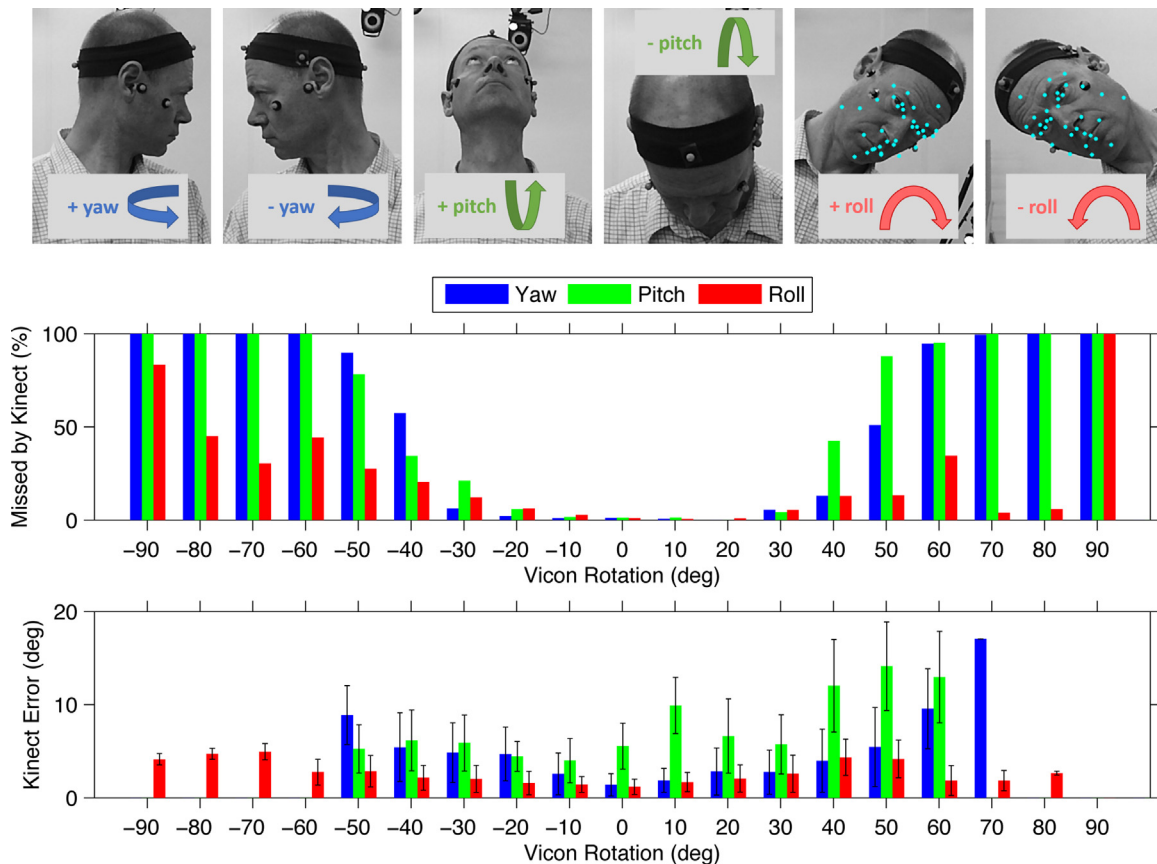 + yaw
- yaw
+ pitch
- pitch
+ roll
- roll
Yaw Pitch Roll
Missed by Kinect (%)
100
50
0
−90 −80 −70 −60 −50 −40 −30 −20 −10 0 10 20 30 40 50 60 70 80 90
Vicon Rotation (deg)
Kinect Error (deg)
20
10
0
−90 −80 −70 −60 −50 −40 −30 −20 −10 0 10 20 30 40 50 60 70 80 90
Vicon Rotation (deg)